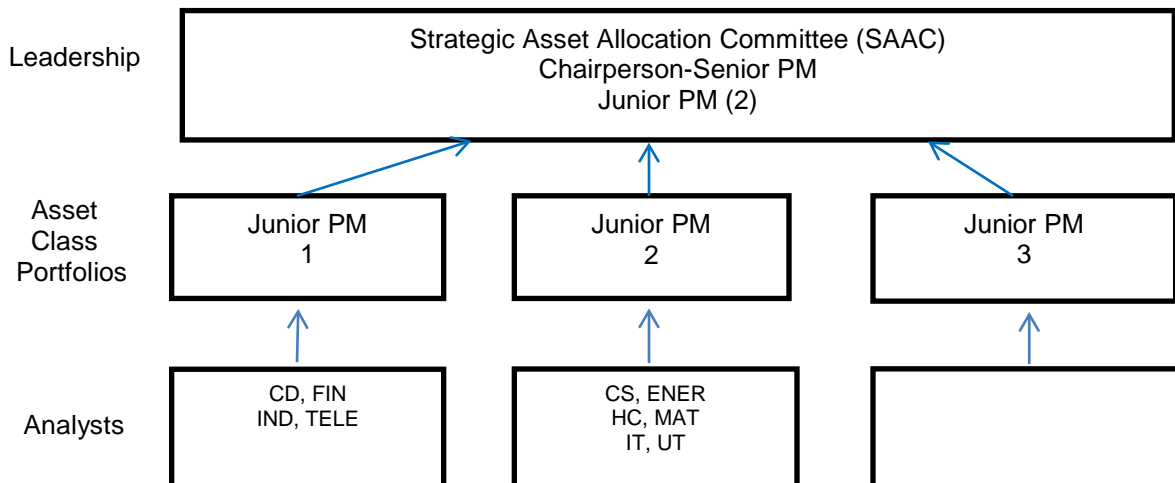 Leadership
Strategic Asset Allocation Committee (SAAC)
Chairperson-Senior PM
Junior PM (2)
Asset
Class
Portfolios
Junior PM
1
Junior PM
2
Junior PM
3
Analysts
CD, FIN
IND, TELE
CS, ENER
HC, MAT
IT, UT